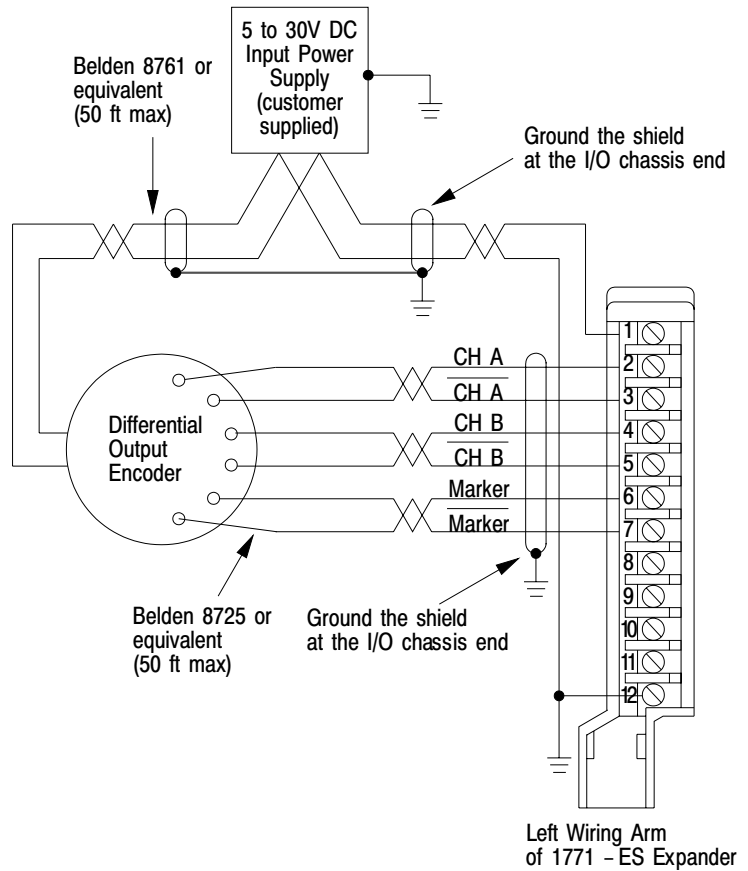 5 to 30V DC
Input Power
Supply
(customer
supplied)
Belden 8761 or
equivalent
(50 ft max)
Ground the shield
at the I/O chassis end
1
CH A
2
CH A
3
CH B
4
CH B
5
Marker
6
Marker
7
8
9
10
11
12
Differential
Output
Encoder
Belden 8725 or
equivalent
(50 ft max)
Ground the shield
at the I/O chassis end
Left Wiring Arm
of 1771 – ES Expander